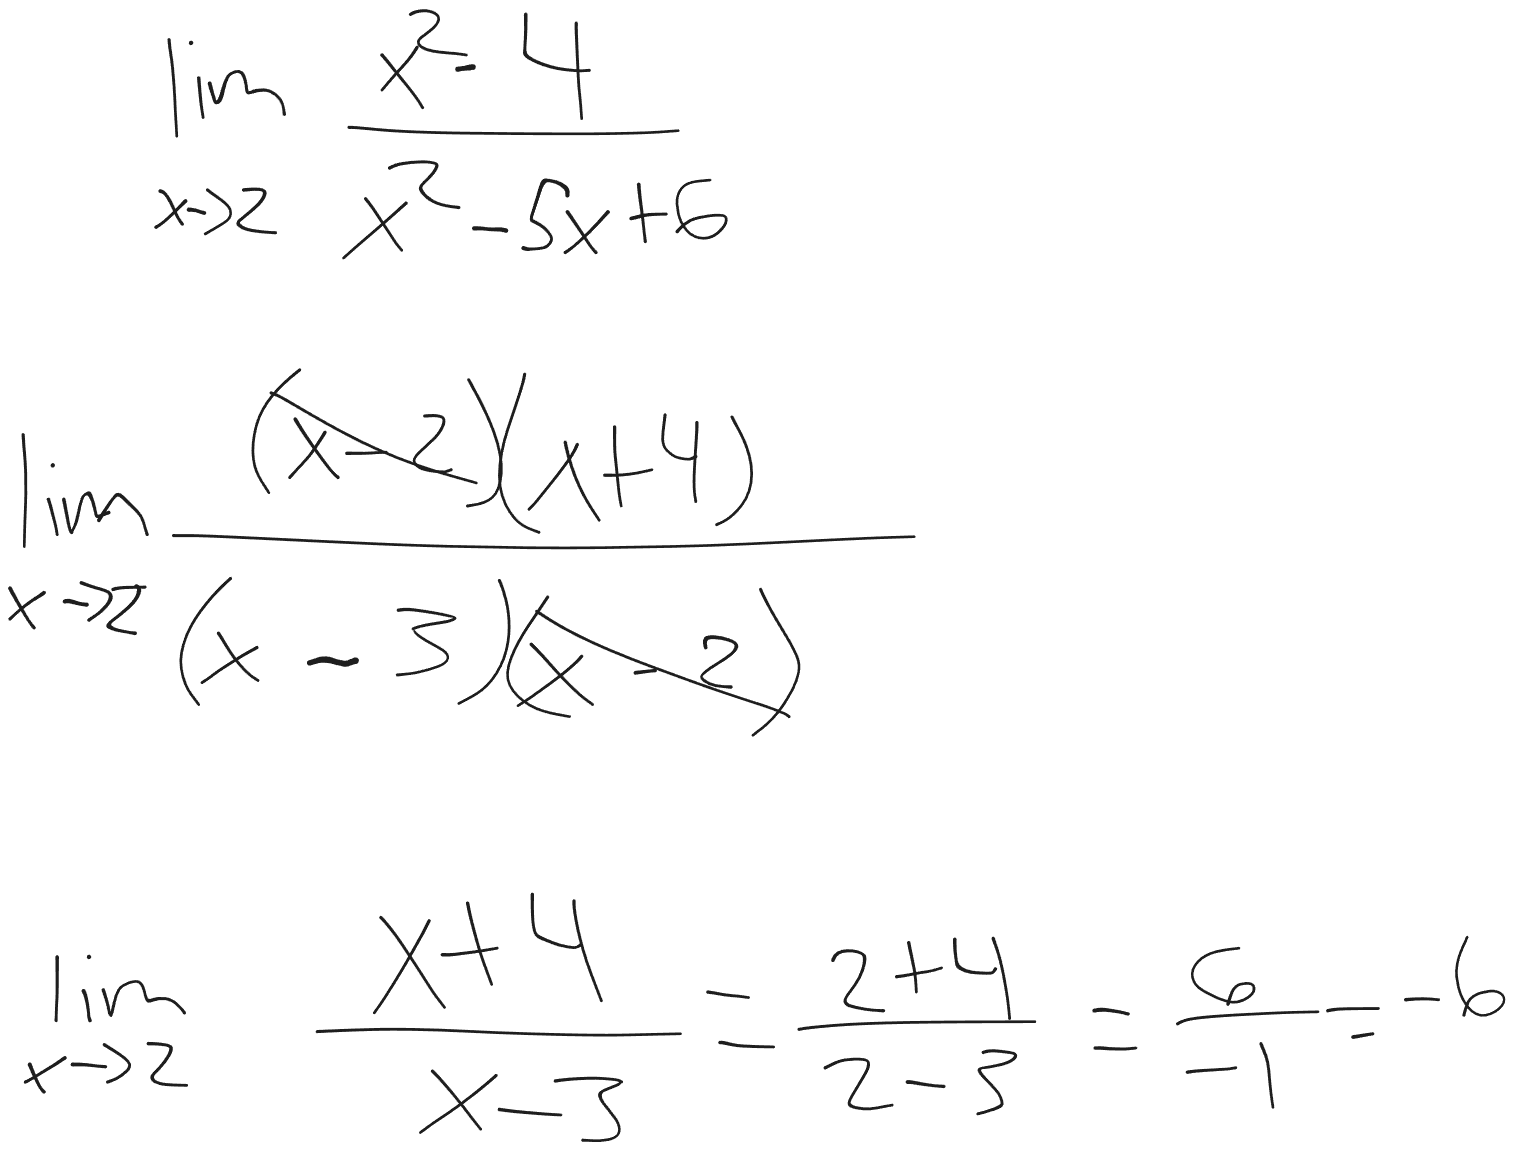 lim x→2 (x² - 4)/(x² - 5x + 6)
lim x→2 ((x - 2)(x + 4))/((x - 3)(x - 2))
lim x→2 (x + 4)/(x - 3) = (2 + 4)/(2 - 3) = 6/-1 = -6